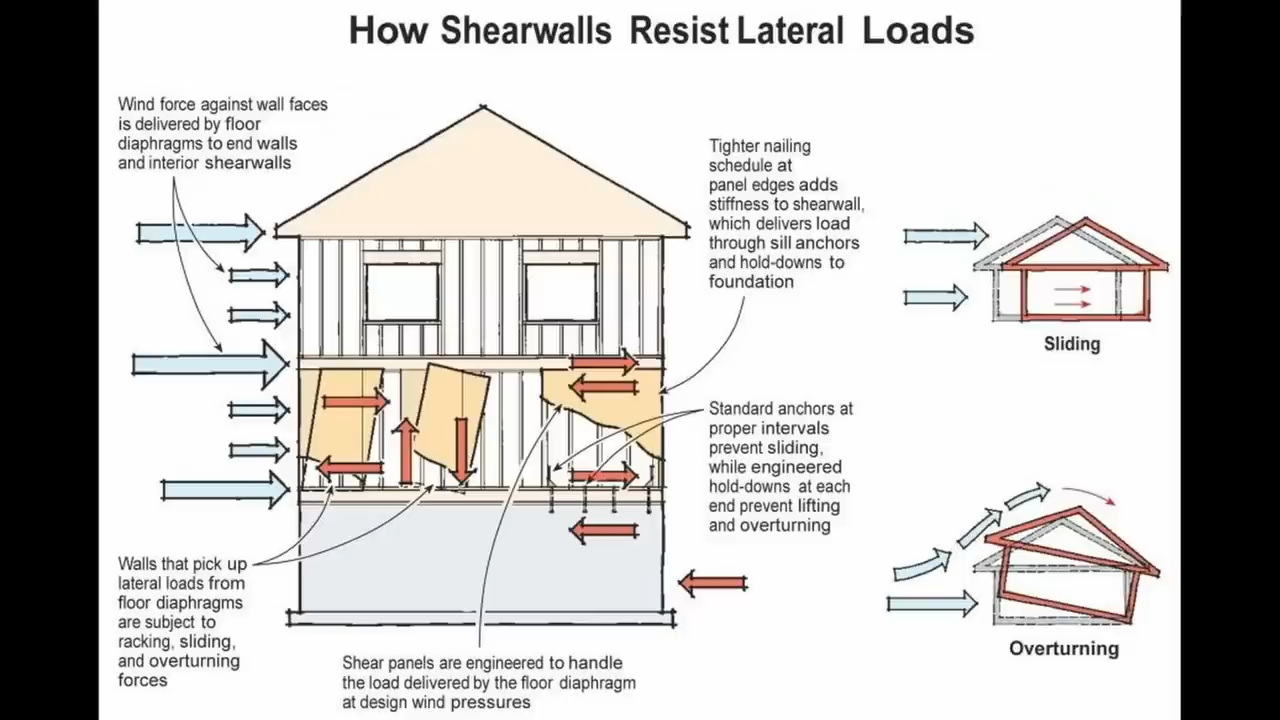 How Shearwalls Resist Lateral Loads
Wind force against wall faces
is delivered by floor
diaphragms to end walls
and interior shearwalls
Tighter nailing
schedule at
panel edges adds
stiffness to shearwall,
which delivers load
through sill anchors
and hold-downs to
foundation
Sliding
Standard anchors at
proper intervals
prevent sliding,
while engineered
hold-downs at each
end prevent lifting
and overturning
Walls that pick up
lateral loads from
floor diaphragms
are subject to
racking, sliding,
and overturning
forces
Shear panels are engineered to handle
the load delivered by the floor diaphragm
at design wind pressures
Overturning